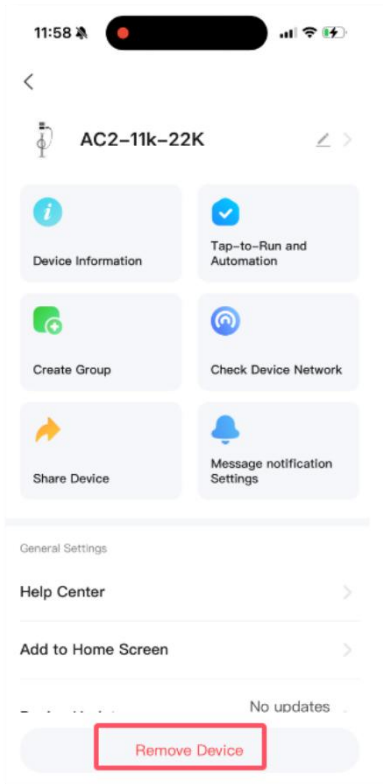 11:58
AC2-11k-22K
Device Information
Tap-to-Run and
Automation
Create Group
Check Device Network
Share Device
Message notification
Settings
General Settings
Help Center
Add to Home Screen
No updates
Remove Device